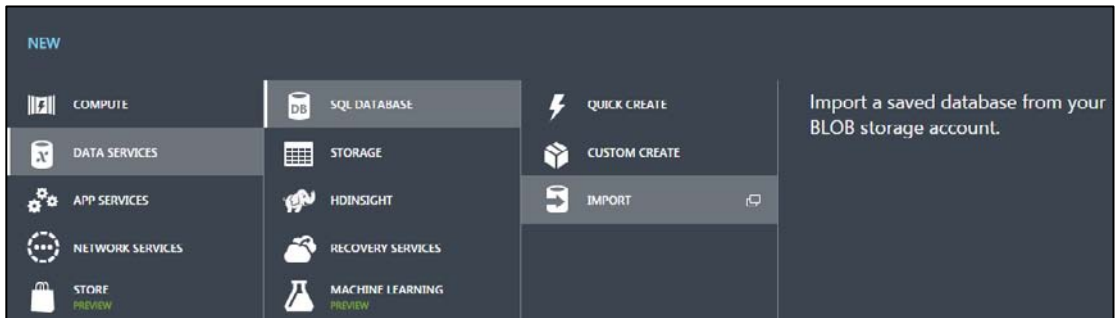 NEW
COMPUTE
DATA SERVICES
APP SERVICES
NETWORK SERVICES
STORE
PREVIEW
DB
SQL DATABASE
STORAGE
HDINSIGHT
RECOVERY SERVICES
MACHINE LEARNING
PREVIEW
QUICK CREATE
CUSTOM CREATE
IMPORT
Import a saved database from your
BLOB storage account.